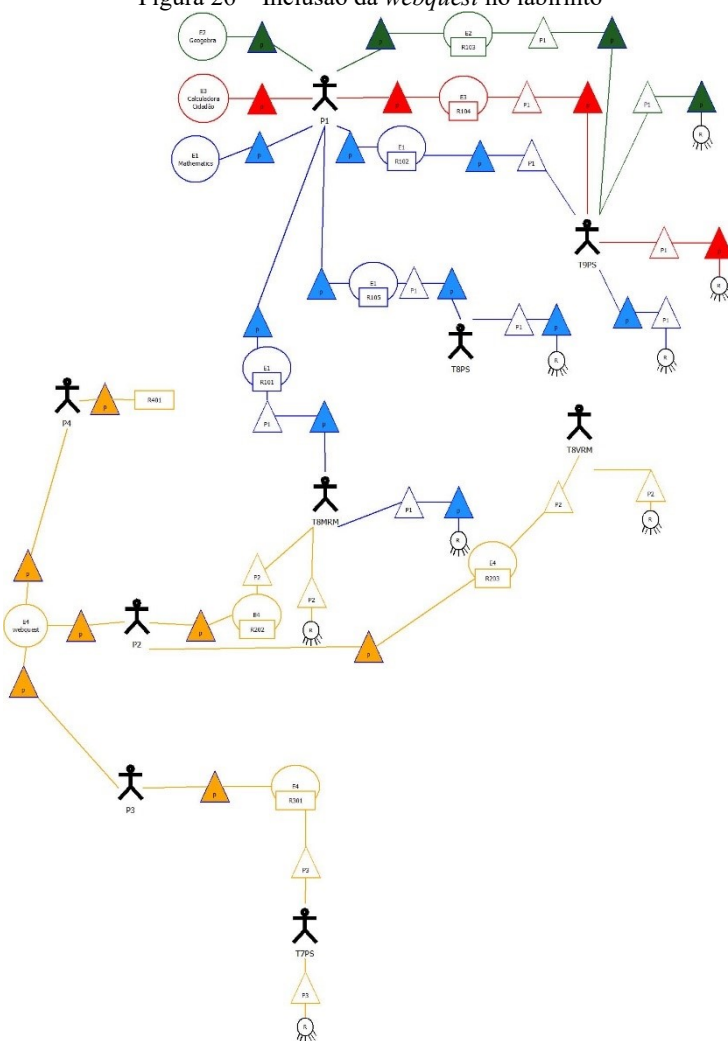 Figura 26 – Inclusão da webquest no labirinto
E2
Geogebra
p
p
E2
R103
P1
p
E3
Calculadora
Cidadão
p
P1
p
E3
R104
P1
p
P1
p
R
E1
Mathematics
p
p
E1
R102
p
P1
T9PS
P1
p
R
p
E1
R105
P1
p
p
P1
R
p
T8PS
P1
p
R
E1
R101
P1
p
P4
p
R401
T8VRM
T8MRM
P1
p
R
P2
P2
R
p
P2
P2
R
E4
R203
E4
webquest
p
P2
p
R202
p
p
P3
p
E4
R301
P3
T7PS
P3
R